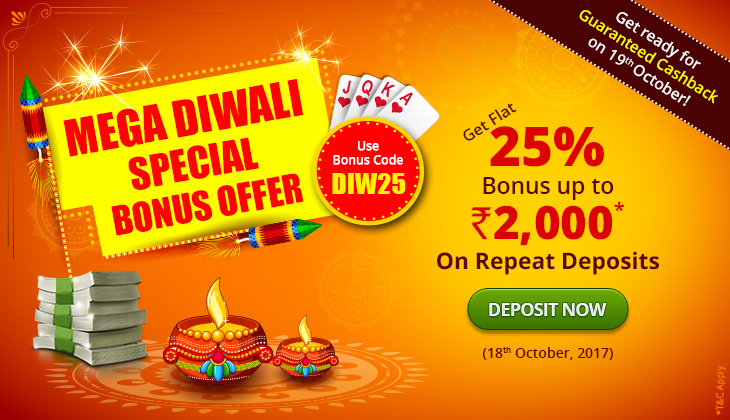 MEGA DIWALI
SPECIAL
BONUS OFFER
J Q K A
Use
Bonus Code
DIW25
Get ready for
Guaranteed Cashback
on 19th October!
Get Flat
25%
Bonus up to
₹2,000*
On Repeat Deposits
DEPOSIT NOW
(18th October, 2017)
*T&C Apply